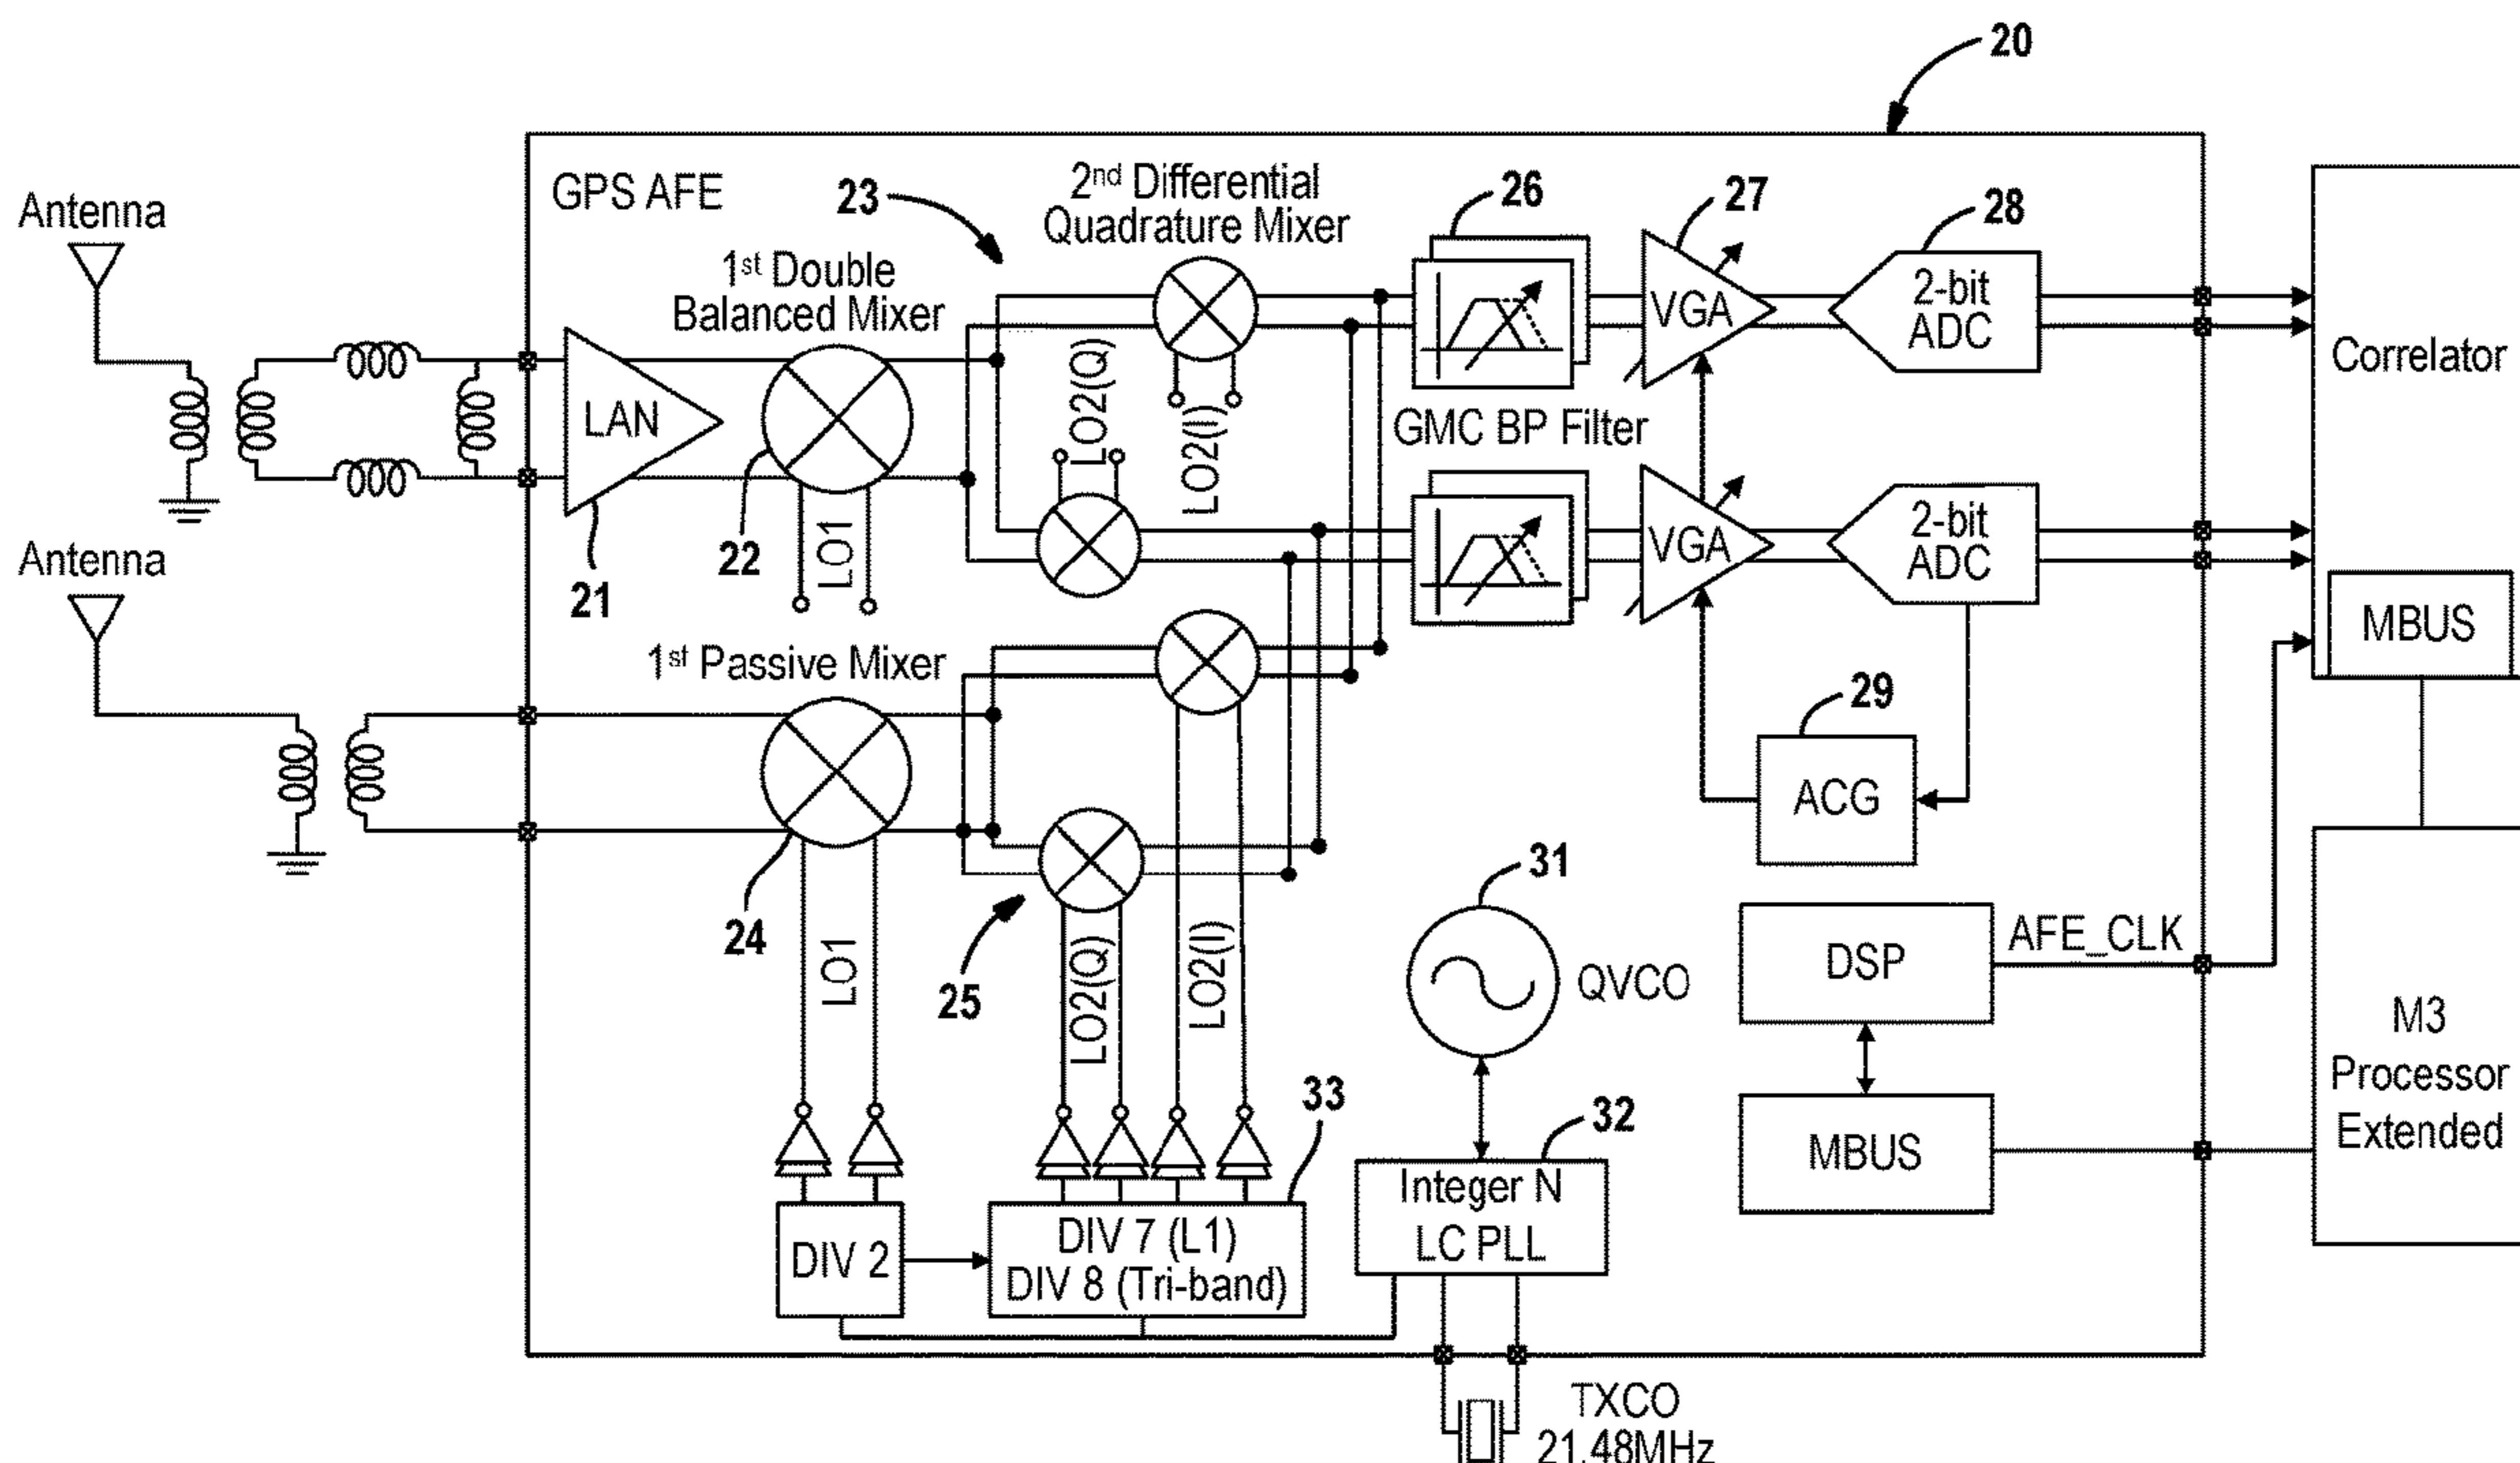 20
GPS AFE
23
2nd Differential
Quadrature Mixer
26
27
28
Antenna
1st Double
Balanced Mixer
LAN
21
22
LO1
LO2(Q)
LO2(I)
VGA
2-bit
ADC
Correlator
GMC BP Filter
VGA
2-bit
ADC
MBUS
Antenna
1st Passive Mixer
24
LO1
25
LO2(Q)
LO2(I)
29
ACG
31
QVCO
DSP
AFE_CLK
M3
Processor
Extended
33
32
Integer N
LC PLL
MBUS
DIV 2
DIV 7 (L1)
DIV 8 (Tri-band)
TXCO
21.48MHz